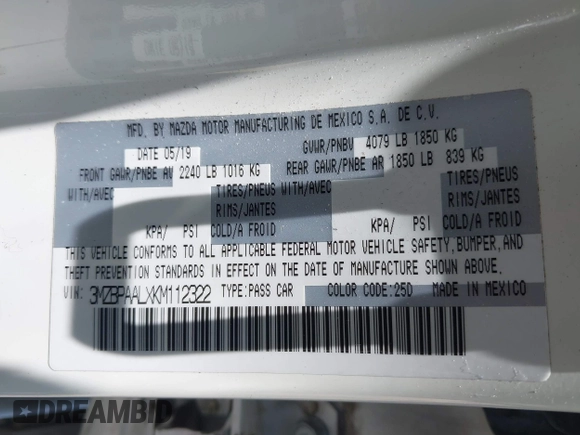 MFD. BY MAZDA MOTOR MANUFACTURING DE MEXICO S.A. DE C.V.
DATE 05/19 GVWR/PNBV 4079 LB 1850 KG
FRONT GAWR/PNBE AV 2240 LB 1016 KG REAR GAWR/PNBE AR 1850 LB 839 KG
WITH/AVEC TIRES/PNEUS WITH/AVEC TIRES/PNEUS
RIMS/JANTES RIMS/JANTES
KPA/ PSI COLD/A FROID KPA/ PSI COLD/A FROID
THIS VEHICLE CONFORMS TO ALL APPLICABLE FEDERAL MOTOR VEHICLE SAFETY, BUMPER, AND
THEFT PREVENTION STANDARDS IN EFFECT ON THE DATE OF MANUFACTURE SHOWN ABOVE.
VIN: 3MZBPAALXKM112322 TYPE:PASS CAR COLOR CODE:25D MADE IN MEXICO
DREAMBID